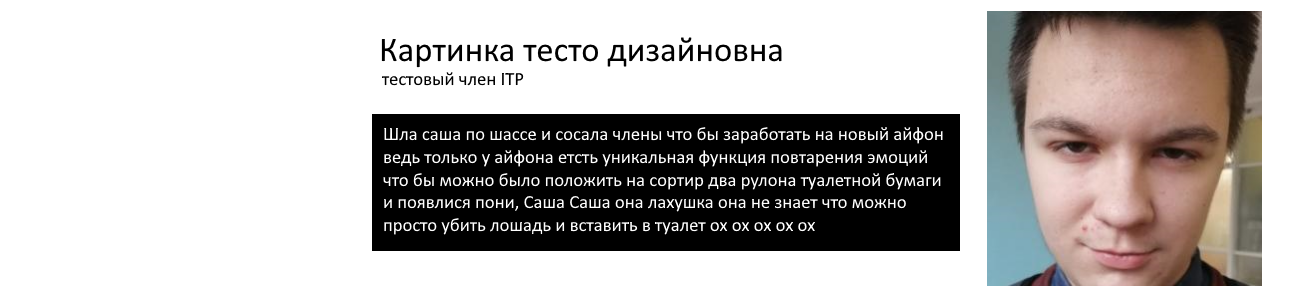 Картинка тесто дизайновна
тестовый член ITP
Шла саша по шассе и сосала члены что бы заработать на новый айфон
ведь только у айфона етсть уникальная функция повтарения эмоций
что бы можно было положить на сортир два рулона туалетной бумаги
и появлися пони, Саша Саша она лахушка она не знает что можно
просто убить лошадь и вставить в туалет ох ох ох ох ох